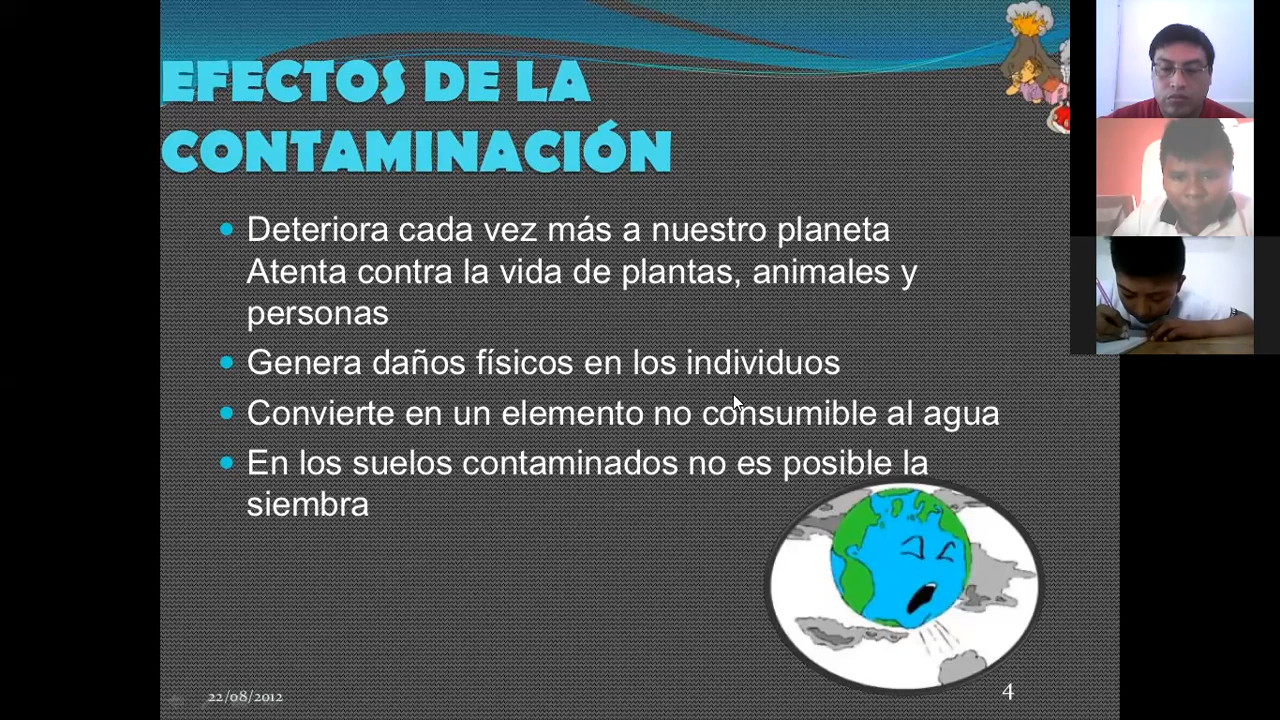 EFECTOS DE LA
CONTAMINACIÓN
Deteriora cada vez más a nuestro planeta
Atenta contra la vida de plantas, animales y
personas
Genera daños físicos en los individuos
Convierte en un elemento no consumible al agua
En los suelos contaminados no es posible la
siembra
22/08/2012
4